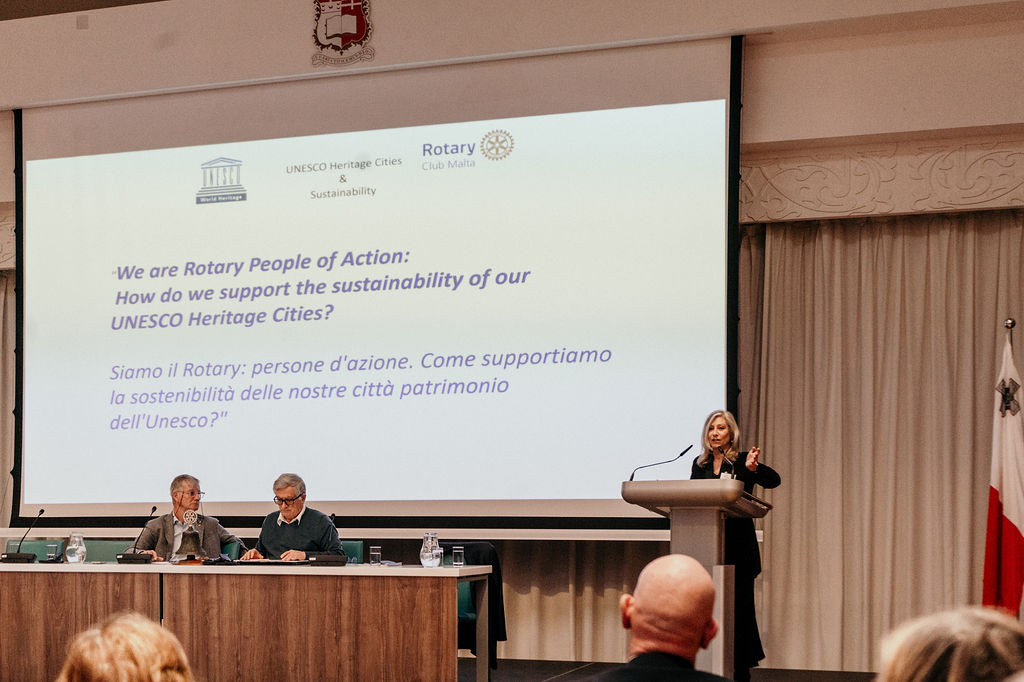 UNESCO
World Heritage
UNESCO Heritage Cities
&
Sustainability
Rotary
Club Malta
"We are Rotary People of Action:
How do we support the sustainability of our
UNESCO Heritage Cities?
Siamo il Rotary: persone d'azione. Come supportiamo
la sostenibilità delle nostre città patrimonio
dell'Unesco?"